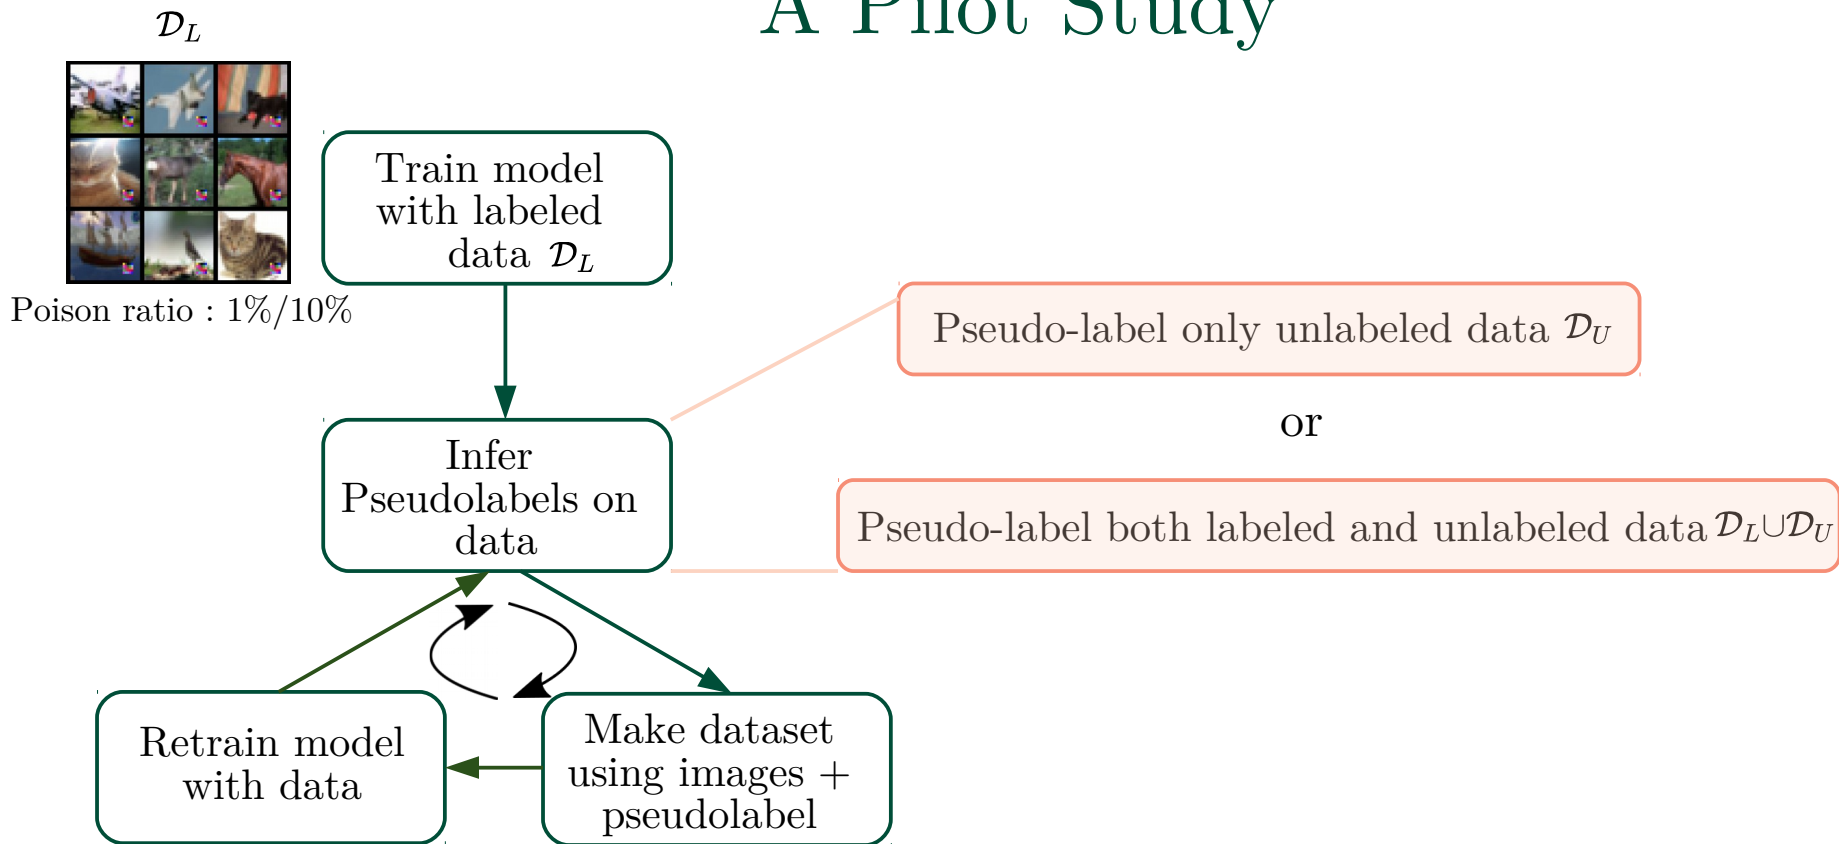 A Pilot Study
𝒟_L
Poison ratio : 1%/10%
Train model
with labeled
data 𝒟_L
Infer
Pseudolabels on
data
Pseudo-label only unlabeled data 𝒟_U
or
Pseudo-label both labeled and unlabeled data 𝒟_L∪𝒟_U
Retrain model
with data
Make dataset
using images +
pseudolabel